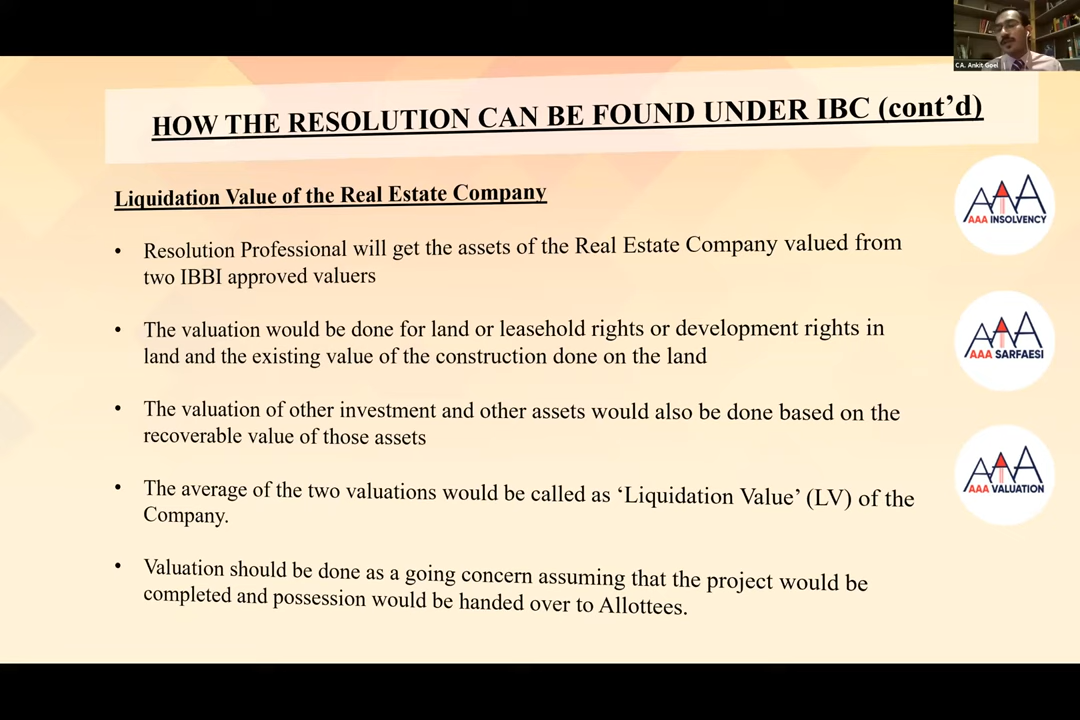 CA. Ankit Goel
HOW THE RESOLUTION CAN BE FOUND UNDER IBC (cont’d)
Liquidation Value of the Real Estate Company
• Resolution Professional will get the assets of the Real Estate Company valued from
two IBBI approved valuers
• The valuation would be done for land or leasehold rights or development rights in
land and the existing value of the construction done on the land
• The valuation of other investment and other assets would also be done based on the
recoverable value of those assets
• The average of the two valuations would be called as ‘Liquidation Value’ (LV) of the
Company.
• Valuation should be done as a going concern assuming that the project would be
completed and possession would be handed over to Allottees.
AAA
AAA INSOLVENCY
AAA
AAA SARFAESI
AAA
AAA VALUATION